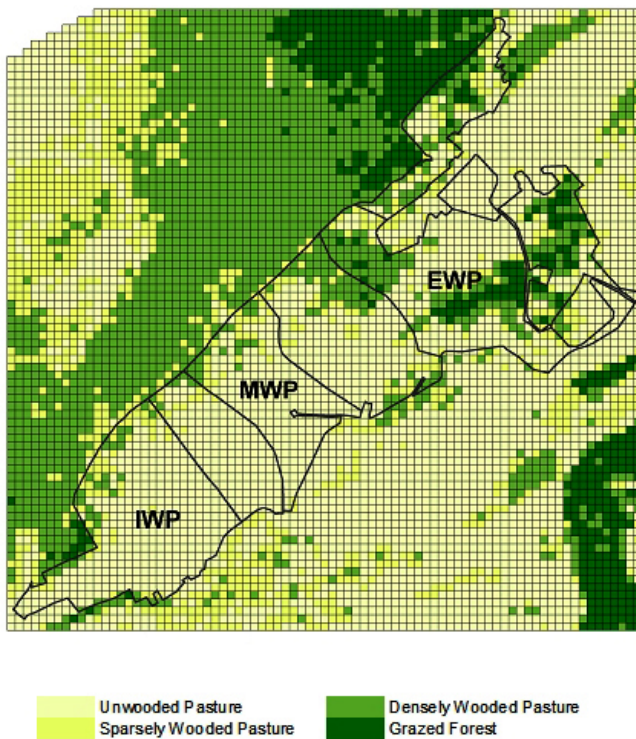 EWP
MWP
IWP
Unwooded Pasture
Sparsely Wooded Pasture
Densely Wooded Pasture
Grazed Forest